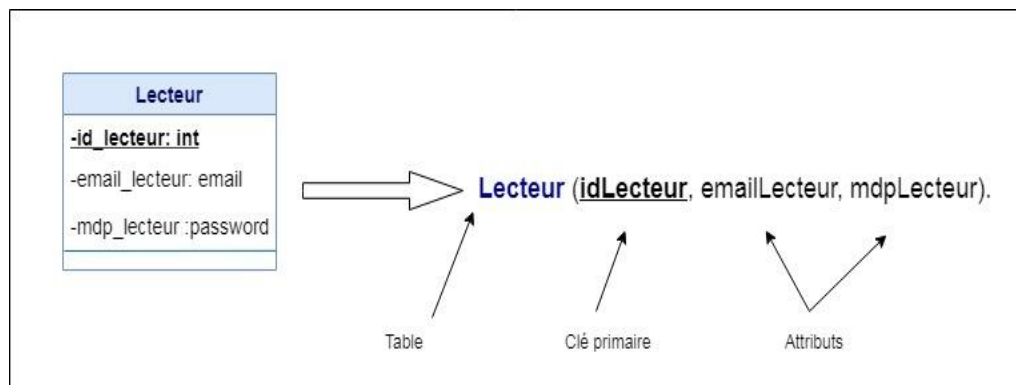 Lecteur
-id_lecteur: int
-email_lecteur: email
-mdp_lecteur :password
Lecteur (idLecteur, emailLecteur, mdpLecteur).
Table
Clé primaire
Attributs